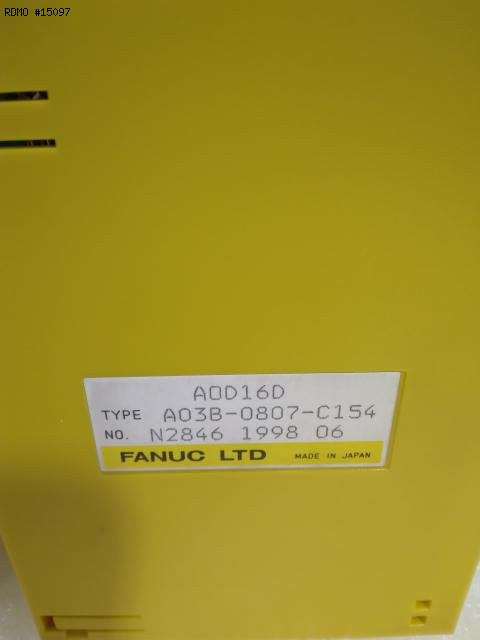 RDMO #15097
AOD16D
TYPE A03B-0807-C154
NO. N2846 1998 06
FANUC LTD MADE IN JAPAN